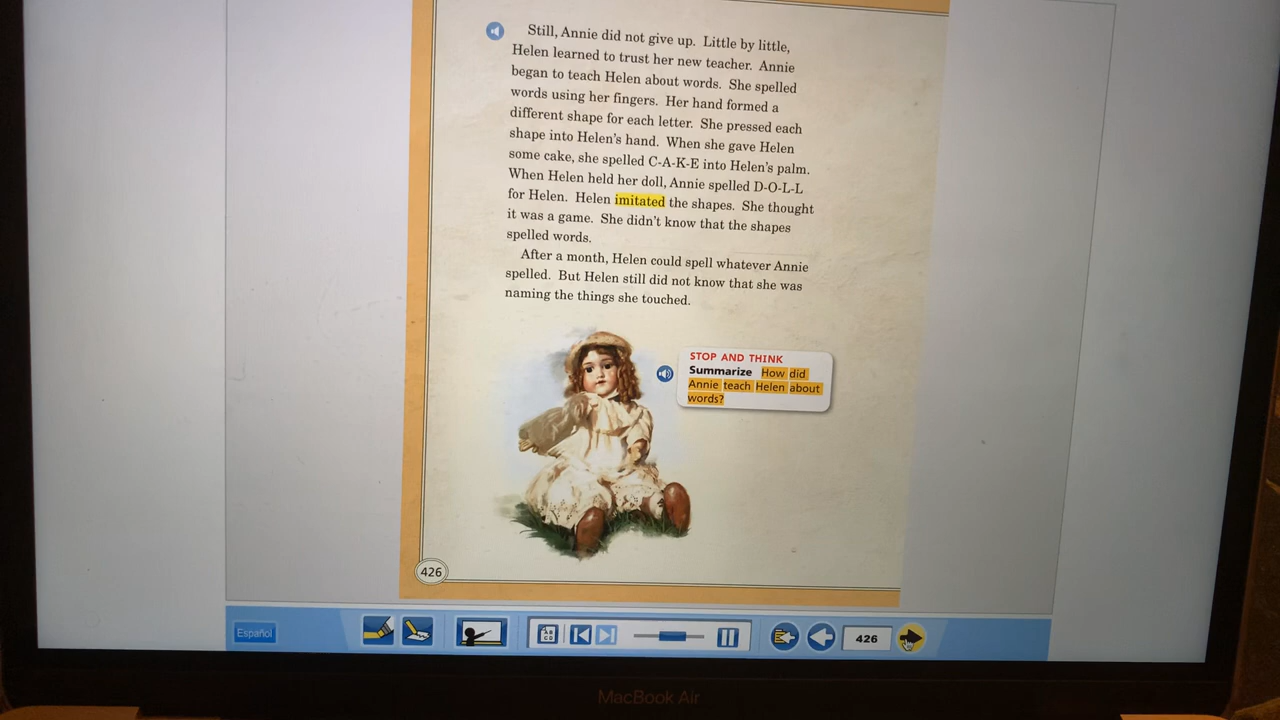 Still, Annie did not give up. Little by little,
Helen learned to trust her new teacher. Annie
began to teach Helen about words. She spelled
words using her fingers. Her hand formed a
different shape for each letter. She pressed each
shape into Helen's hand. When she gave Helen
some cake, she spelled C-A-K-E into Helen's palm.
When Helen held her doll, Annie spelled D-O-L-L
for Helen. Helen imitated the shapes. She thought
it was a game. She didn't know that the shapes
spelled words.
After a month, Helen could spell whatever Annie
spelled. But Helen still did not know that she was
naming the things she touched.
STOP AND THINK
Summarize How did
Annie teach Helen about
words?
426
Español
426
MacBook Air